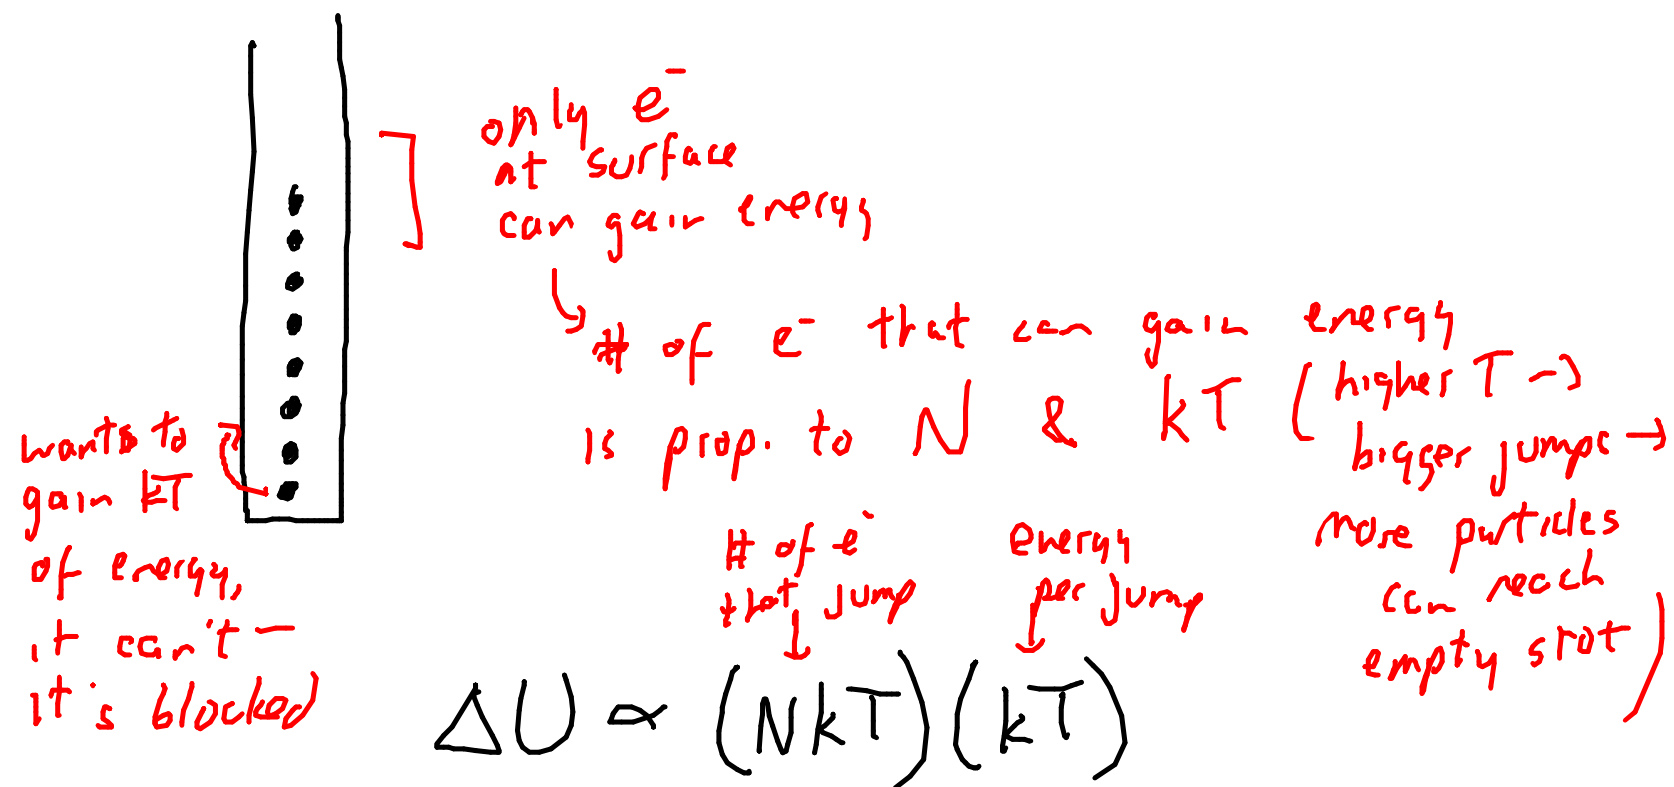 only e⁻
at surface
can gain energy
# of e⁻ that can gain energy
is prop. to N & kT (higher T →
bigger jumps →
more particles
can reach
empty slot)
wants to
gain kT
of energy,
it can't –
it's blocked
# of e⁻
that jump
energy
per jump
ΔU ∝ (NkT)(kT)